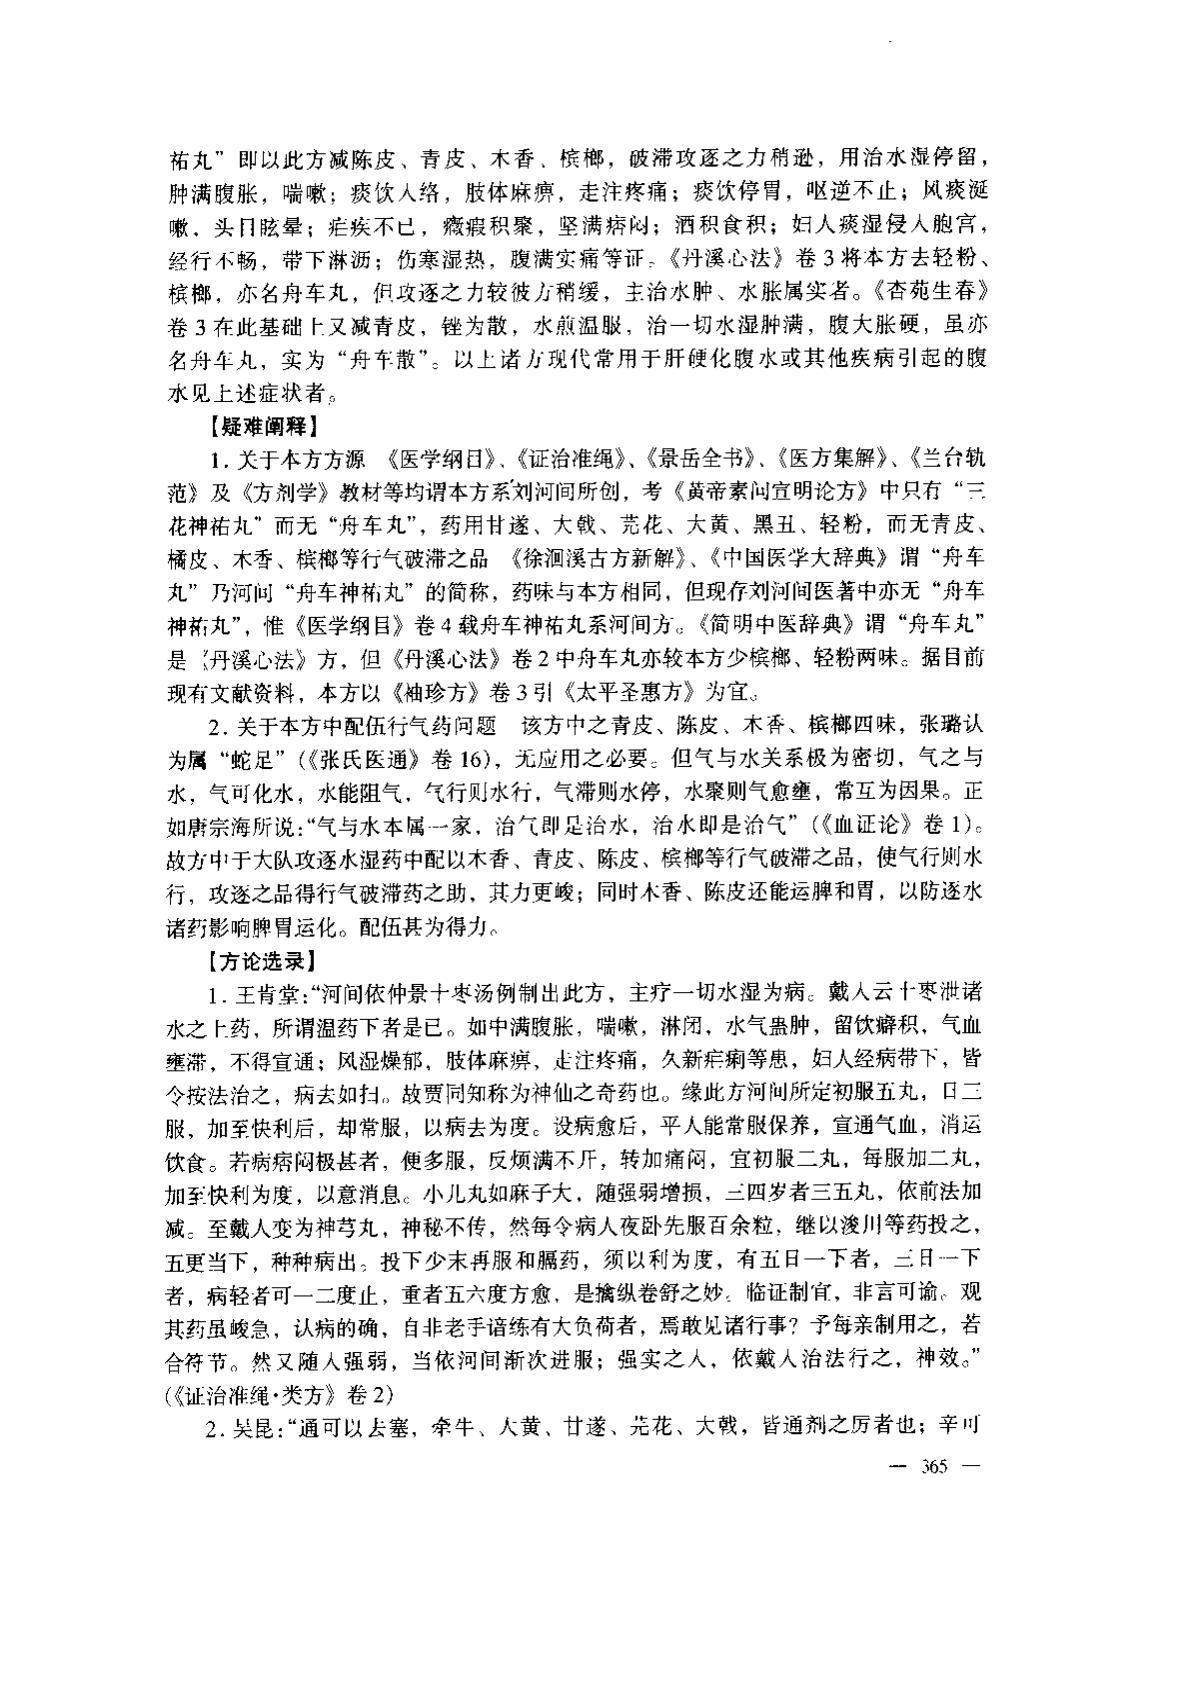 祐丸”即以此方减陈皮、青皮、木香、槟榔，破滞攻逐之力稍逊，用治水湿停留，
肿满腹胀，喘嗽；痰饮入络，肢体麻痹，走注疼痛；痰饮停胃，呕逆不止；风痰涎
嗽，头目眩晕；疟疾不已，癥瘕积聚，坚满痞闷；酒积食积；妇人痰湿侵入胞宫，
经行不畅，带下淋沥；伤寒湿热，腹满实痛等证。《丹溪心法》卷3将本方去轻粉、
槟榔，亦名舟车丸，但攻逐之力较彼方稍缓，主治水肿、水胀属实者。《杏苑生春》
卷3在此基础上又减青皮，锉为散，水煎温服，治一切水湿肿满，腹大胀硬，虽亦
名舟车丸，实为“舟车散”。以上诸方现代常用于肝硬化腹水或其他疾病引起的腹
水见上述症状者。
【疑难阐释】
1. 关于本方方源 《医学纲目》、《证治准绳》、《景岳全书》、《医方集解》、《兰台轨
范》及《方剂学》教材等均谓本方系刘河间所创，考《黄帝素问宣明论方》中只有“三
花神祐丸”而无“舟车丸”，药用甘遂、大戟、芫花、大黄、黑丑、轻粉，而无青皮、
橘皮、木香、槟榔等行气破滞之品 《徐洄溪古方新解》、《中国医学大辞典》谓“舟车
丸”乃河间“舟车神祐丸”的简称，药味与本方相同，但现存刘河间医著中亦无“舟车
神祐丸”，惟《医学纲目》卷4载舟车神祐丸系河间方。《简明中医辞典》谓“舟车丸”
是《丹溪心法》方，但《丹溪心法》卷2中舟车丸亦较本方少槟榔、轻粉两味。据目前
现有文献资料，本方以《袖珍方》卷3引《太平圣惠方》为宜。
2. 关于本方中配伍行气药问题 该方中之青皮、陈皮、木香、槟榔四味，张璐认
为属“蛇足”（《张氏医通》卷16），无应用之必要。但气与水关系极为密切，气之与
水，气可化水，水能阻气，气行则水行，气滞则水停，水聚则气愈壅，常互为因果。正
如唐宗海所说：“气与水本属一家，治气即是治水，治水即是治气”（《血证论》卷1）。
故方中于大队攻逐水湿药中配以木香、青皮、陈皮、槟榔等行气破滞之品，使气行则水
行，攻逐之品得行气破滞药之助，其力更峻；同时木香、陈皮还能运脾和胃，以防逐水
诸药影响脾胃运化。配伍甚为得力。
【方论选录】
1. 王肯堂：“河间依仲景十枣汤例制出此方，主疗一切水湿为病。戴人云十枣泄诸
水之上药，所谓温药下者是已。如中满腹胀，喘嗽，淋闭，水气蛊肿，留饮癖积，气血
壅滞，不得宣通；风湿燥郁，肢体麻痹，走注疼痛，久新疟痢等患，妇人经病带下，皆
令按法治之，病去如扫。故贾同知称为神仙之奇药也。缘此方河间所定初服五丸，日三
服，加至快利后，却常服，以病去为度。设病愈后，平人能常服保养，宣通气血，消运
饮食。若病痞闷极甚者，便多服，反烦满不开，转加痛闷，宜初服二丸，每服加二丸，
加至快利为度，以意消息。小儿丸如麻子大，随强弱增损，三四岁者三五丸，依前法加
减。至戴人变为神芎丸，神秘不传，然每令病人夜卧先服百余粒，继以浚川等药投之，
五更当下，种种病出。投下少末再服和膈药，须以利为度，有五日一下者，三日一下
者，病轻者可一二度止，重者五六度方愈，是擒纵卷舒之妙。临证制宜，非言可谕。观
其药虽峻急，认病的确，自非老手谙练有大负荷者，焉敢见诸行事？予每亲制用之，若
合符节。然又随人强弱，当依河间渐次进服；强实之人，依戴人治法行之，神效。”
（《证治准绳·类方》卷2）
2. 吴昆：“通可以去塞，牵牛、大黄、甘遂、芫花、大戟，皆通剂之厉者也；辛可
— 365 —